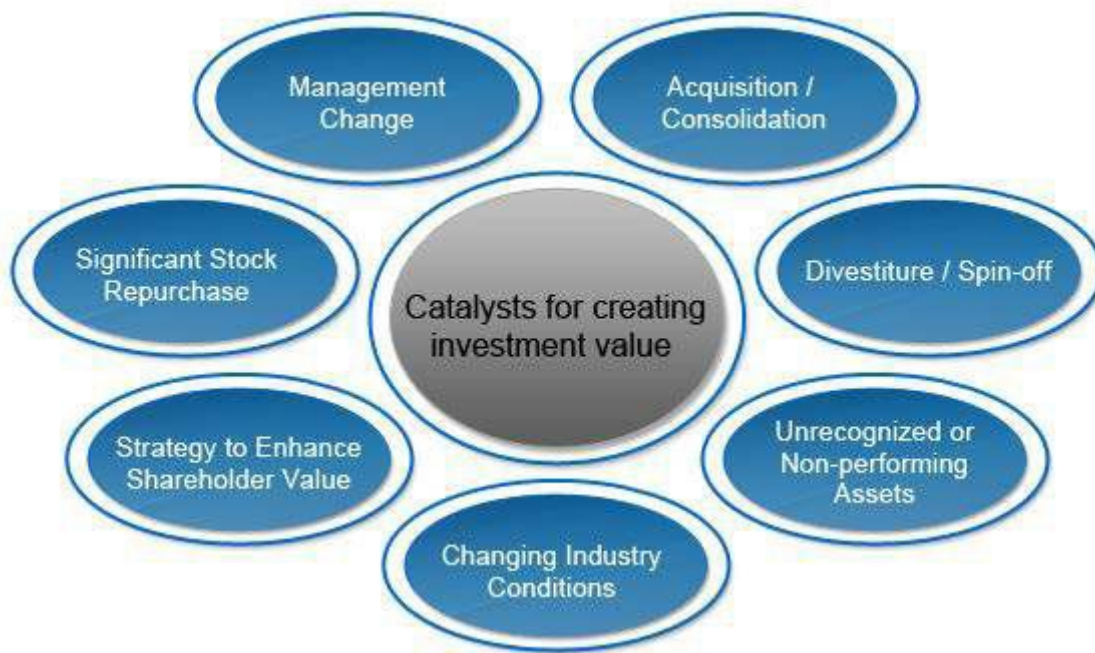 Management
Change
Acquisition /
Consolidation
Significant Stock
Repurchase
Divestiture / Spin-off
Catalysts for creating
investment value
Strategy to Enhance
Shareholder Value
Unrecognized or
Non-performing
Assets
Changing Industry
Conditions